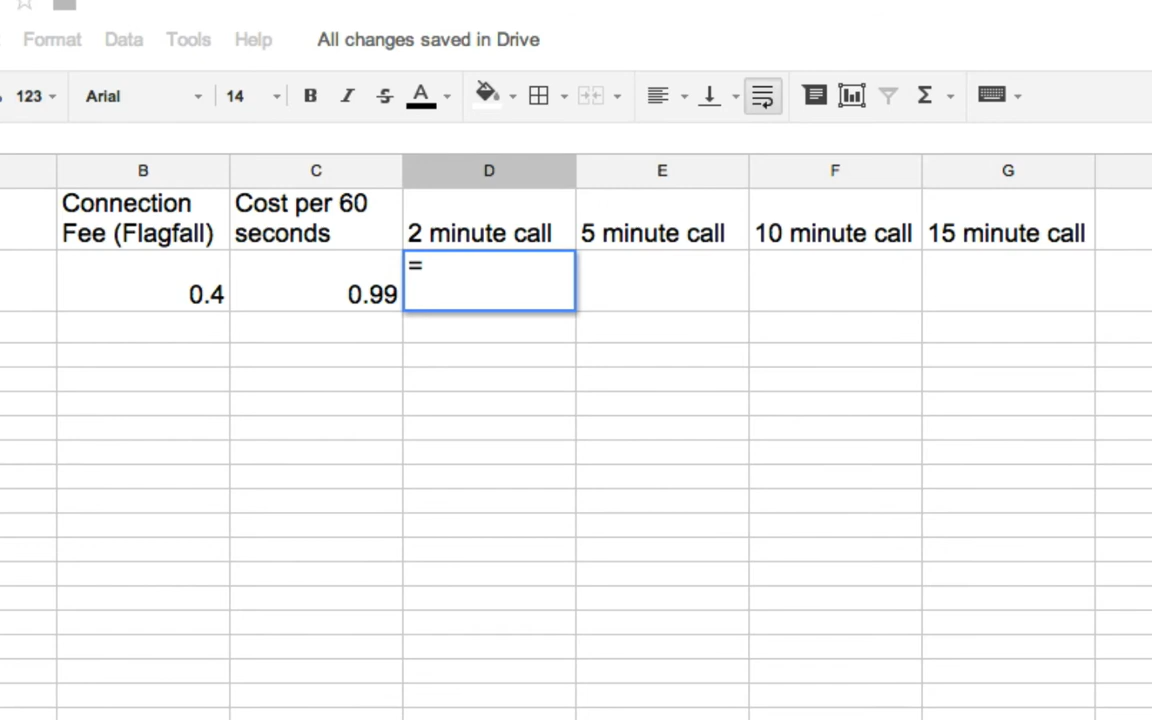 Format Data Tools Help All changes saved in Drive
123 Arial 14 B I S A Σ
B C D E F G
Connection Cost per 60
Fee (Flagfall) seconds 2 minute call 5 minute call 10 minute call 15 minute call
=
0.4 0.99